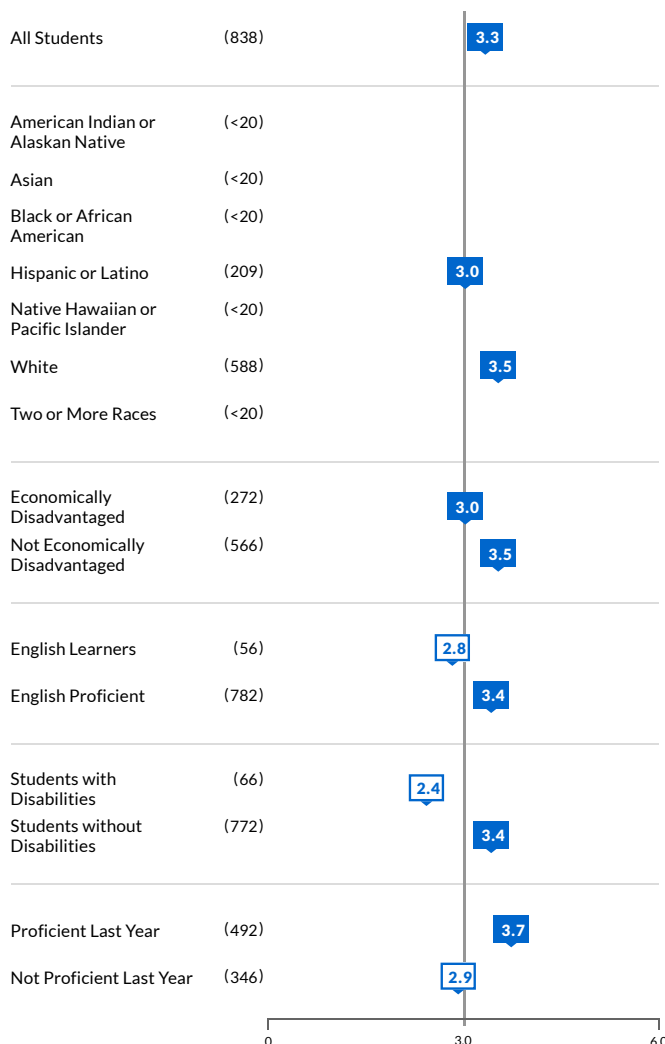 All Students (838) 3.3
American Indian or (<20)
Alaskan Native
Asian (<20)
Black or African (<20)
American
Hispanic or Latino (209) 3.0
Native Hawaiian or (<20)
Pacific Islander
White (588) 3.5
Two or More Races (<20)
Economically (272) 3.0
Disadvantaged
Not Economically (566) 3.5
Disadvantaged
English Learners (56) 2.8
English Proficient (782) 3.4
Students with (66) 2.4
Disabilities
Students without (772) 3.4
Disabilities
Proficient Last Year (492) 3.7
Not Proficient Last Year (346) 2.9
0 3.0 6.0